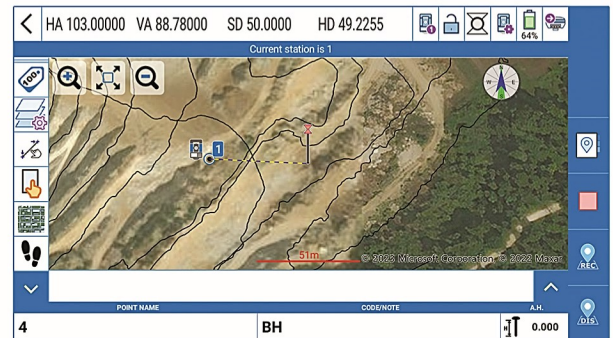 HA 103.00000 VA 88.78000 SD 50.0000 HD 49.2255
64%
Current station is 1
100%
N
1
51m
© 2023 Microsoft Corporation, © 2022 Maxar
REC
DIS
POINT NAME CODE/NOTE A.H.
4 BH 0.000